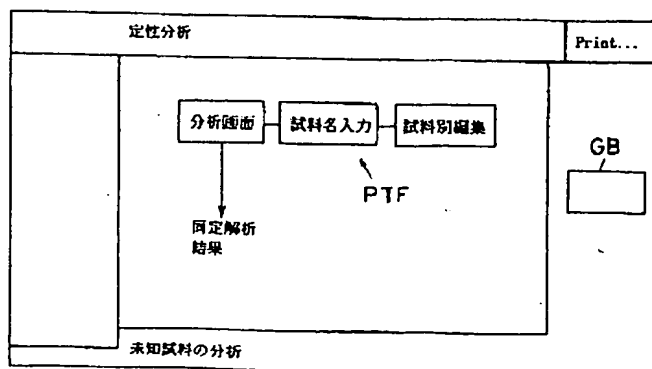 定性分析
Print...
分析画面
試料名入力
試料別編集
GB
PTF
同定解析
結果
未知試料の分析